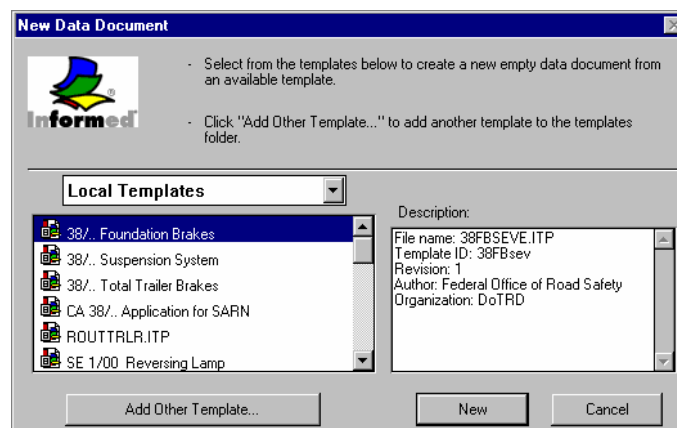 New Data Document
- Select from the templates below to create a new empty data document from
an available template.
- Click "Add Other Template..." to add another template to the templates
folder.
Informed
Local Templates
38/.. Foundation Brakes
38/.. Suspension System
38/.. Total Trailer Brakes
CA 38/.. Application for SARN
ROUTTRLR.ITP
SE 1/00 Reversing Lamp
Description:
File name: 38FBSEVE.ITP
Template ID: 38FBsev
Revision: 1
Author: Federal Office of Road Safety
Organization: DoTRD
Add Other Template...
New
Cancel